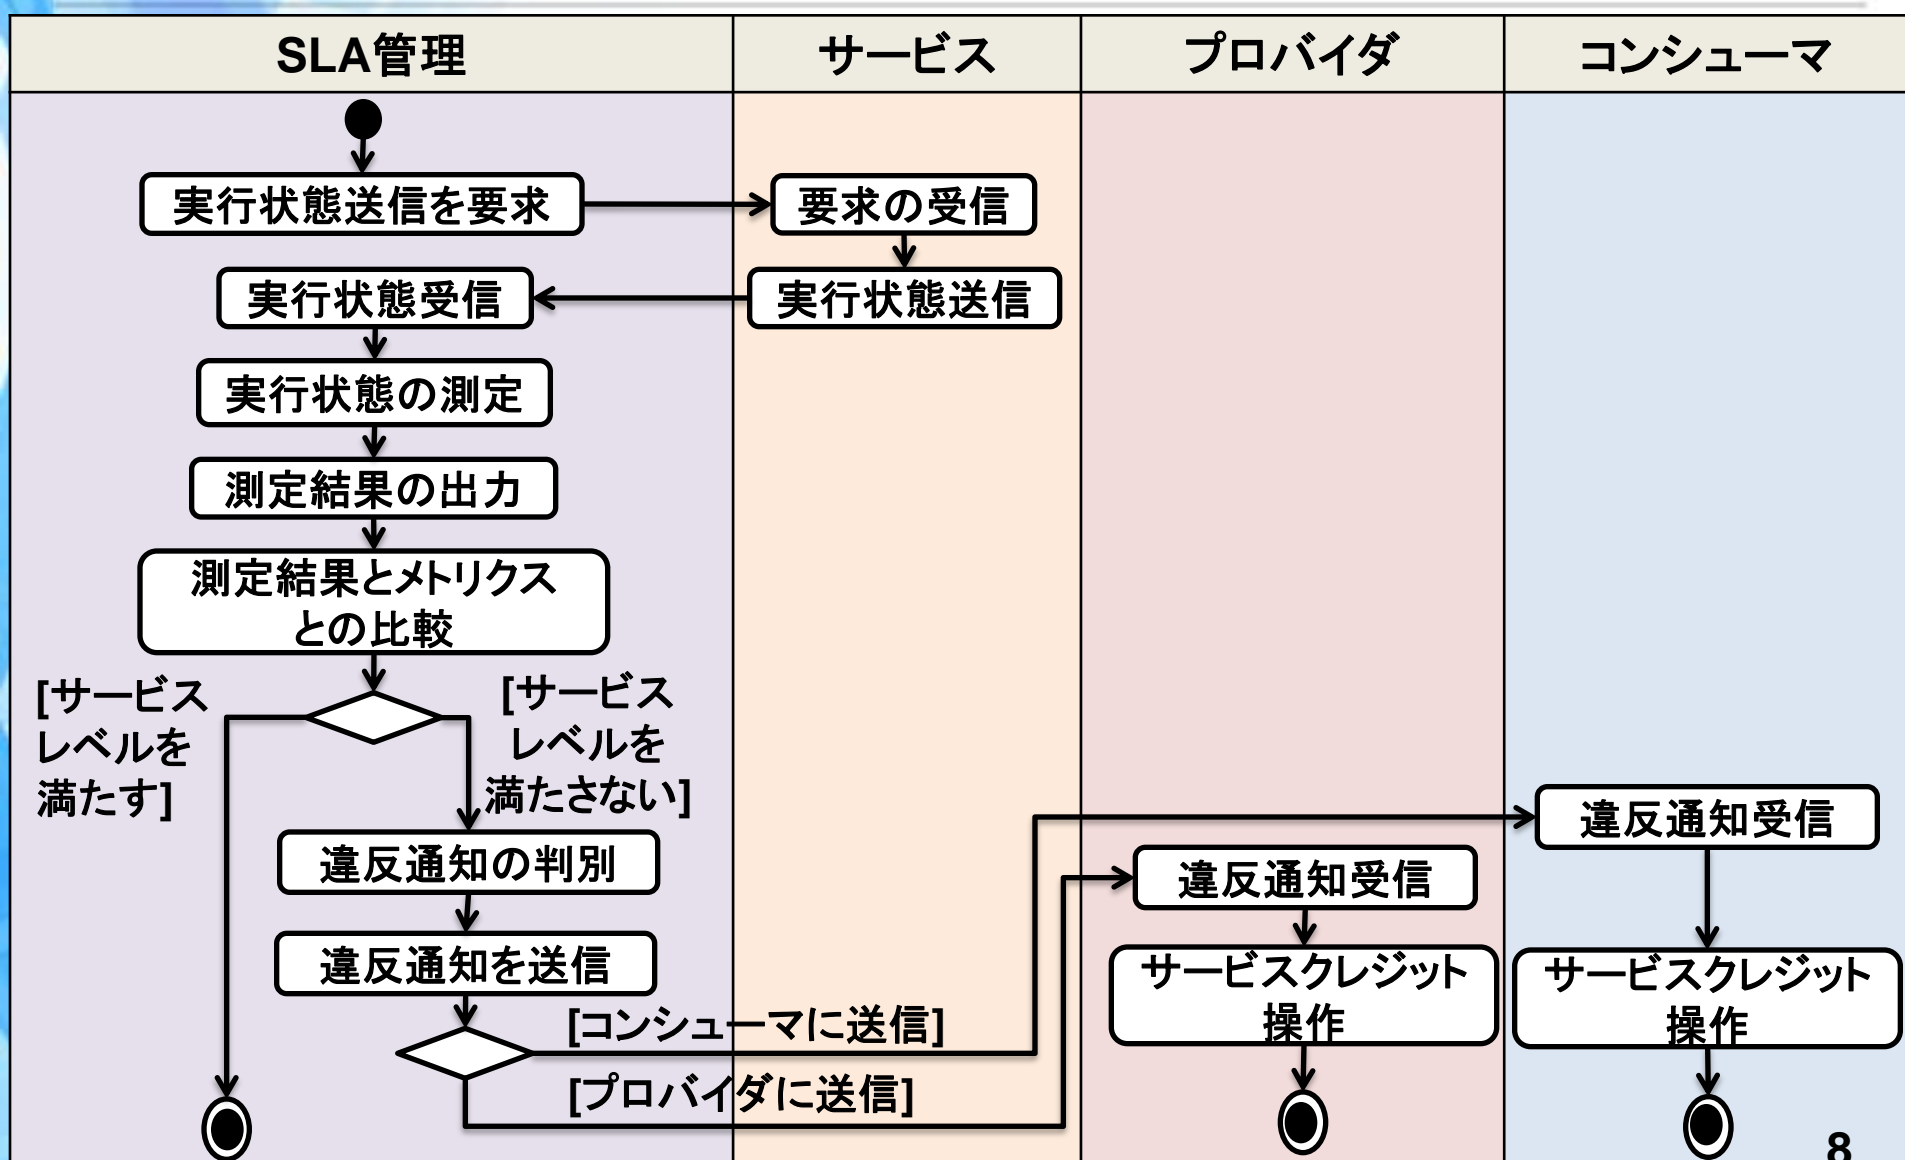 SLA管理
サービス
プロバイダ
コンシューマ
実行状態送信を要求
要求の受信
実行状態受信
実行状態送信
実行状態の測定
測定結果の出力
測定結果とメトリクス
との比較
[サービス
レベルを
満たす]
[サービス
レベルを
満たさない]
違反通知の判別
違反通知を送信
[コンシューマに送信]
[プロバイダに送信]
違反通知受信
サービスクレジット
操作
違反通知受信
サービスクレジット
操作
8